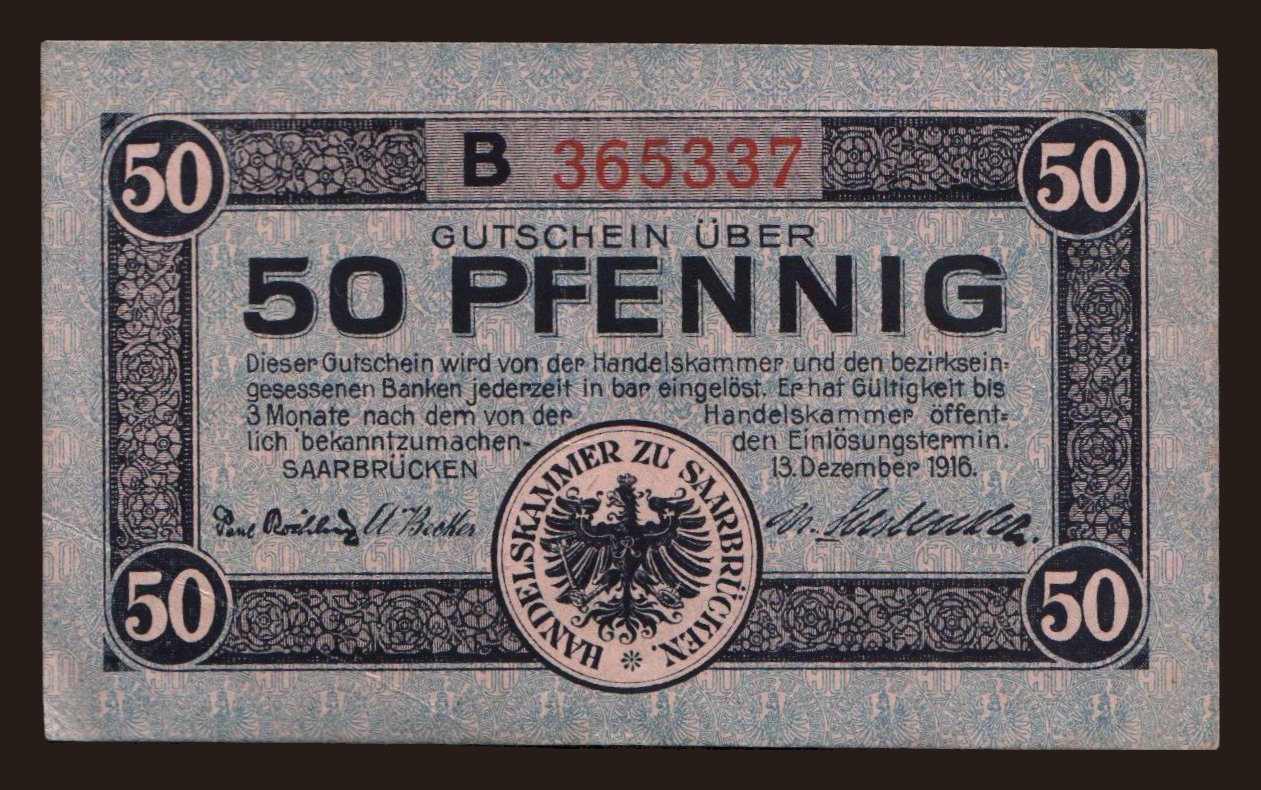 50 B 365337 50
GUTSCHEIN ÜBER
50 PFENNIG
Dieser Gutschein wird von der Handelskammer und den bezirksein=
gesessenen Banken jederzeit in bar eingelöst. Er hat Gültigkeit bis
3 Monate nach dem von der Handelskammer öffent=
lich bekanntzumachen- den Einlösungstermin.
SAARBRÜCKEN 13. Dezember 1916.
HANDELSKAMMER ZU SAARBRÜCKEN.
50 50